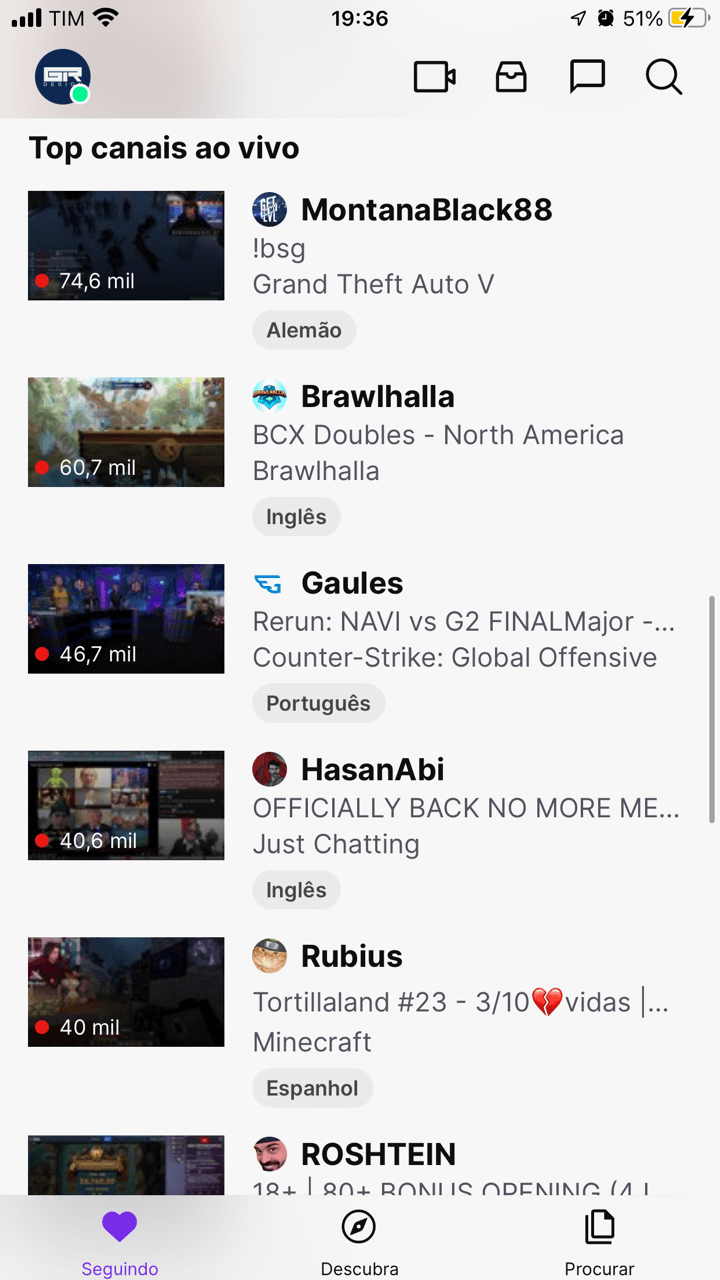 TIM 19:36 51%
GR
DESIGN
Top canais ao vivo
MontanaBlack88
!bsg
Grand Theft Auto V
74,6 mil
Alemão
Brawlhalla
BCX Doubles - North America
60,7 mil
Brawlhalla
Inglês
Gaules
Rerun: NAVI vs G2 FINALMajor -...
46,7 mil
Counter-Strike: Global Offensive
Português
HasanAbi
OFFICIALLY BACK NO MORE ME...
40,6 mil
Just Chatting
Inglês
Rubius
Tortillaland #23 - 3/10💔vidas |...
40 mil
Minecraft
Espanhol
ROSHTEIN
18+ | 80+ BONUS OPENING (4 L
Seguindo
Descubra
Procurar